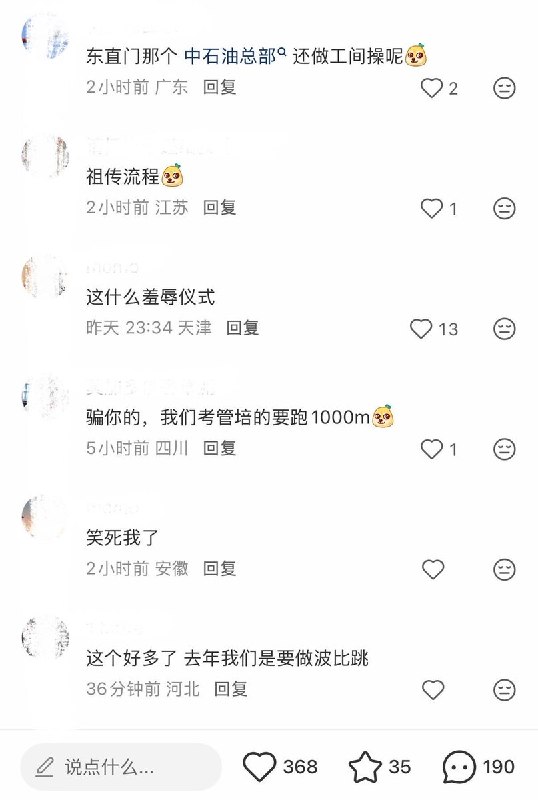 东直门那个 中石油总部 还做工间操呢
2小时前 广东 回复
2
祖传流程
2小时前 江苏 回复
1
这什么羞辱仪式
昨天 23:34 天津 回复
13
骗你的，我们考管培的要跑1000m
5小时前 四川 回复
1
笑死我了
2小时前 安徽 回复
这个好多了 去年我们是要做波比跳
36分钟前 河北 回复
说点什么...
368
35
190